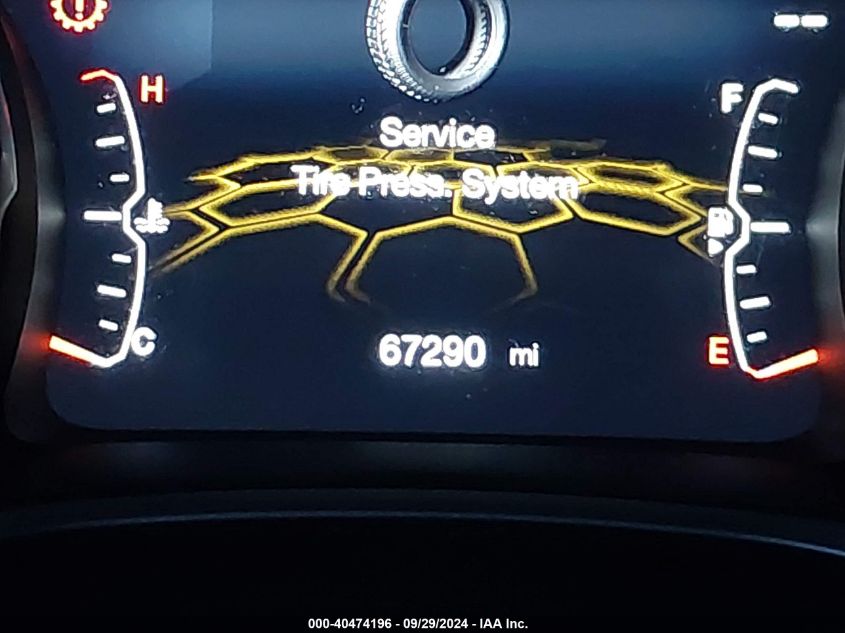 H
F
Service
Tire Press. System
C
67290 mi
E
000-40474196 - 09/29/2024 - IAA Inc.